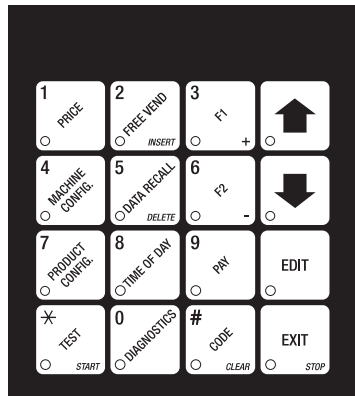 1
PRICE
2
FREE VEND
INSERT
3
F1
+
4
MACHINE
CONFIG.
5
DATA RECALL
DELETE
6
F2
-
7
PRODUCT
CONFIG.
8
TIME OF DAY
9
PAY
EDIT
*
TEST
START
0
DIAGNOSTICS
#
CODE
CLEAR
EXIT
STOP